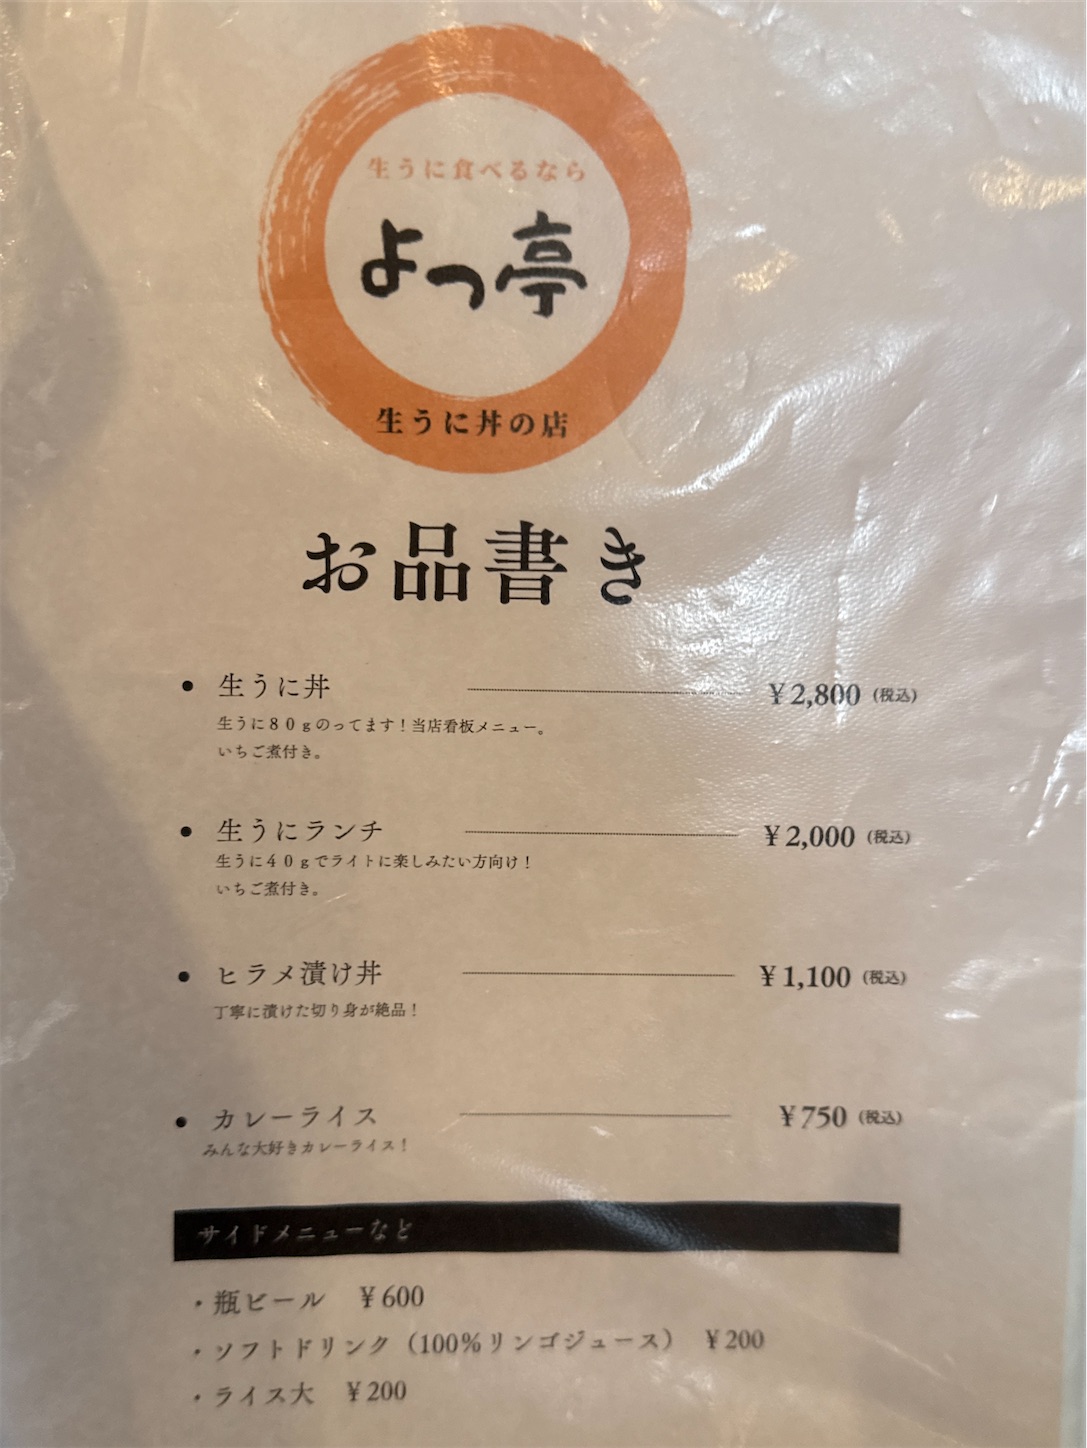 生うに食べるなら
よつ亭
生うに丼の店
お品書き
• 生うに丼 ¥2,800 (税込)
生うに80gのってます！当店看板メニュー。
いちご煮付き。
• 生うにランチ ¥2,000 (税込)
生うに40gでライトに楽しみたい方向け！
いちご煮付き。
• ヒラメ漬け丼 ¥1,100 (税込)
丁寧に漬けた切り身が絶品！
• カレーライス ¥750 (税込)
みんな大好きカレーライス！
サイドメニューなど
・瓶ビール ¥600
・ソフトドリンク（100%リンゴジュース） ¥200
・ライス大 ¥200